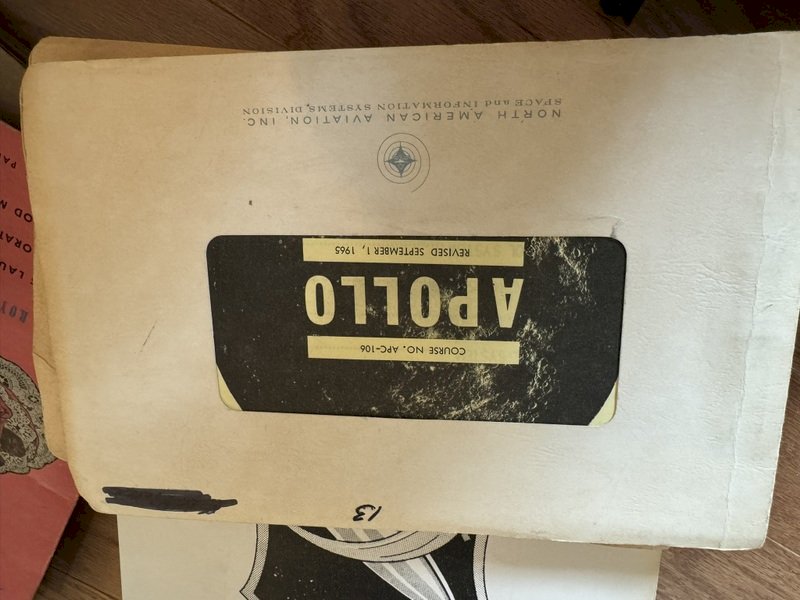 13
COURSE NO. APC-106
APOLLO
REVISED SEPTEMBER 1, 1965
NORTH AMERICAN AVIATION, INC.
SPACE and INFORMATION SYSTEMS DIVISION